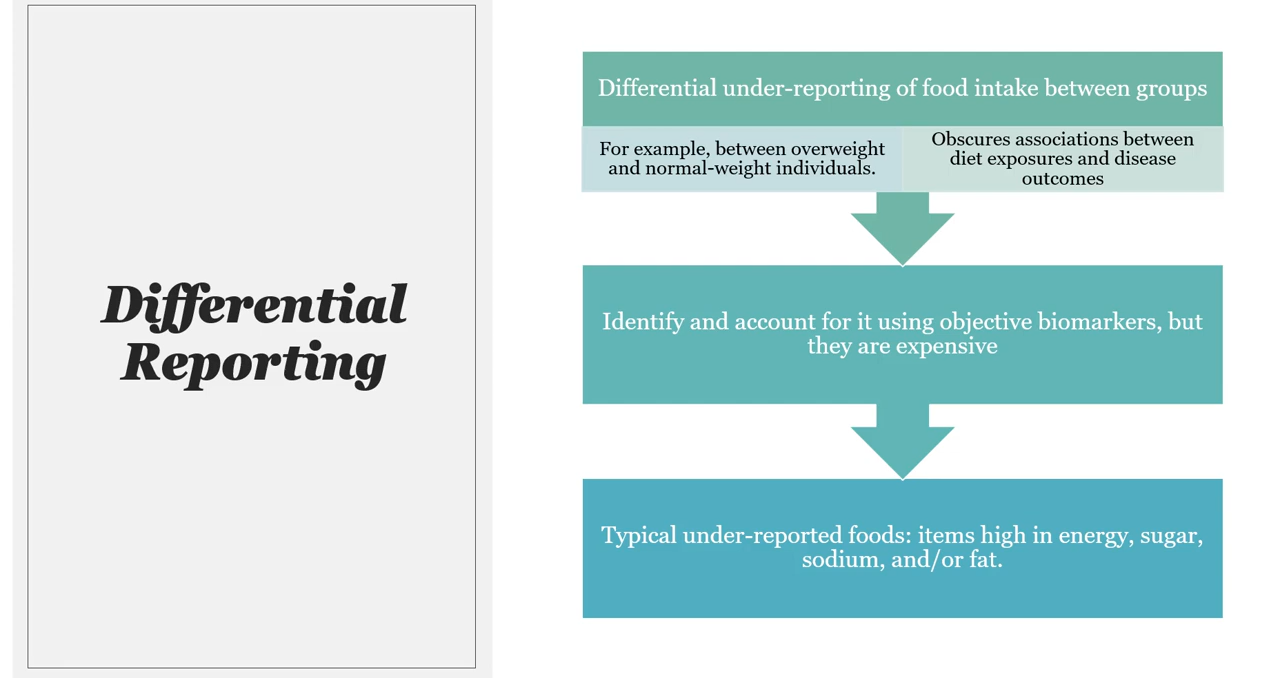 Differential
Reporting
Differential under-reporting of food intake between groups
For example, between overweight
and normal-weight individuals.
Obscures associations between
diet exposures and disease
outcomes
Identify and account for it using objective biomarkers, but
they are expensive
Typical under-reported foods: items high in energy, sugar,
sodium, and/or fat.